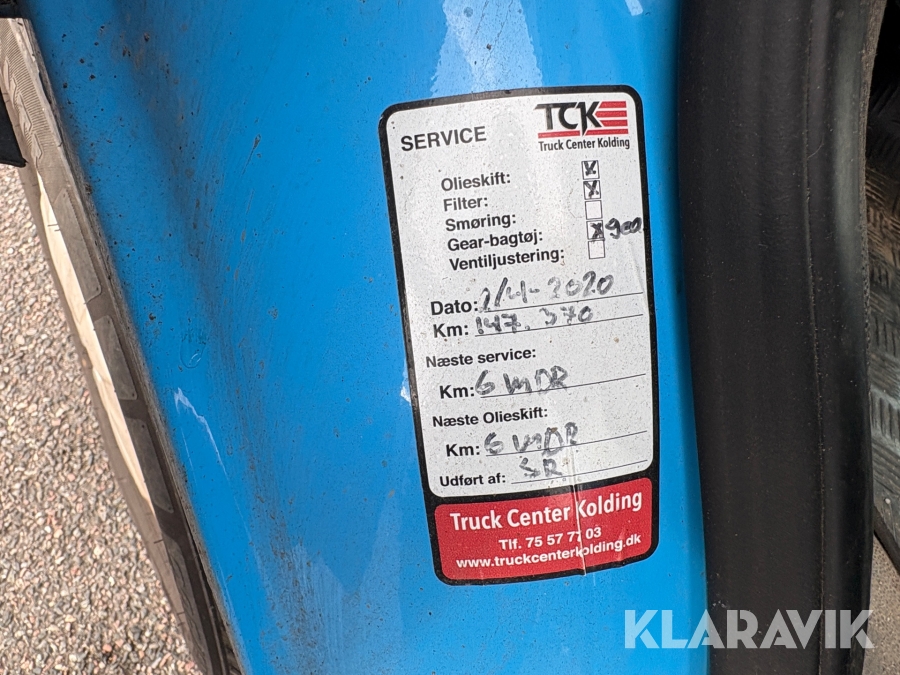 SERVICE
TCK
Truck Center Kolding
Olieskift: X
Filter: X
Smøring:
Gear-bagtøj: X 900
Ventiljustering:
Dato: 2/4-2020
Km: 147.370
Næste service:
Km: 6 MDR
Næste Olieskift:
Km: 6 MDR
Udført af: SR
Truck Center Kolding
Tlf. 75 57 77 03
www.truckcenterkolding.dk
KLARAVIK